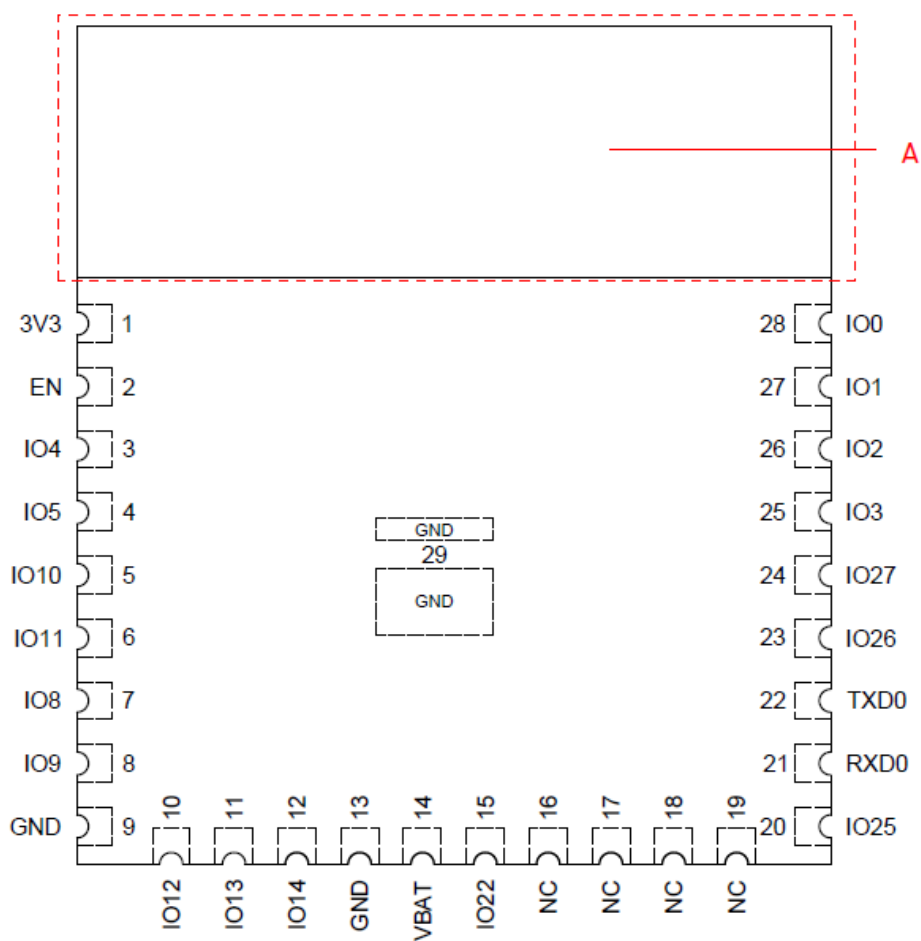 A
3V3 1 28 IO0
EN 2 27 IO1
IO4 3 26 IO2
IO5 4 25 IO3
GND
29
IO10 5 24 IO27
GND
IO11 6 23 IO26
IO8 7 22 TXD0
IO9 8 21 RXD0
10 11 12 13 14 15 16 17 18 19
GND 9 20 IO25
IO12 IO13 IO14 GND VBAT IO22 NC NC NC NC